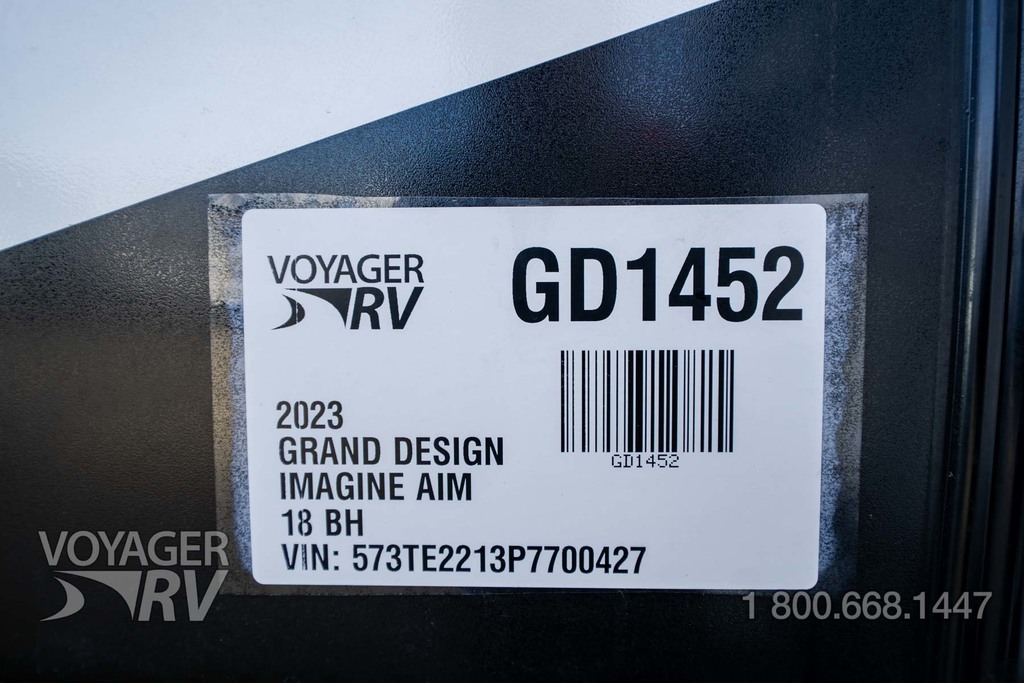 VOYAGER
RV
GD1452
GD1452
2023
GRAND DESIGN
IMAGINE AIM
18 BH
VIN: 573TE2213P7700427
VOYAGER
RV
1 800.668.1447